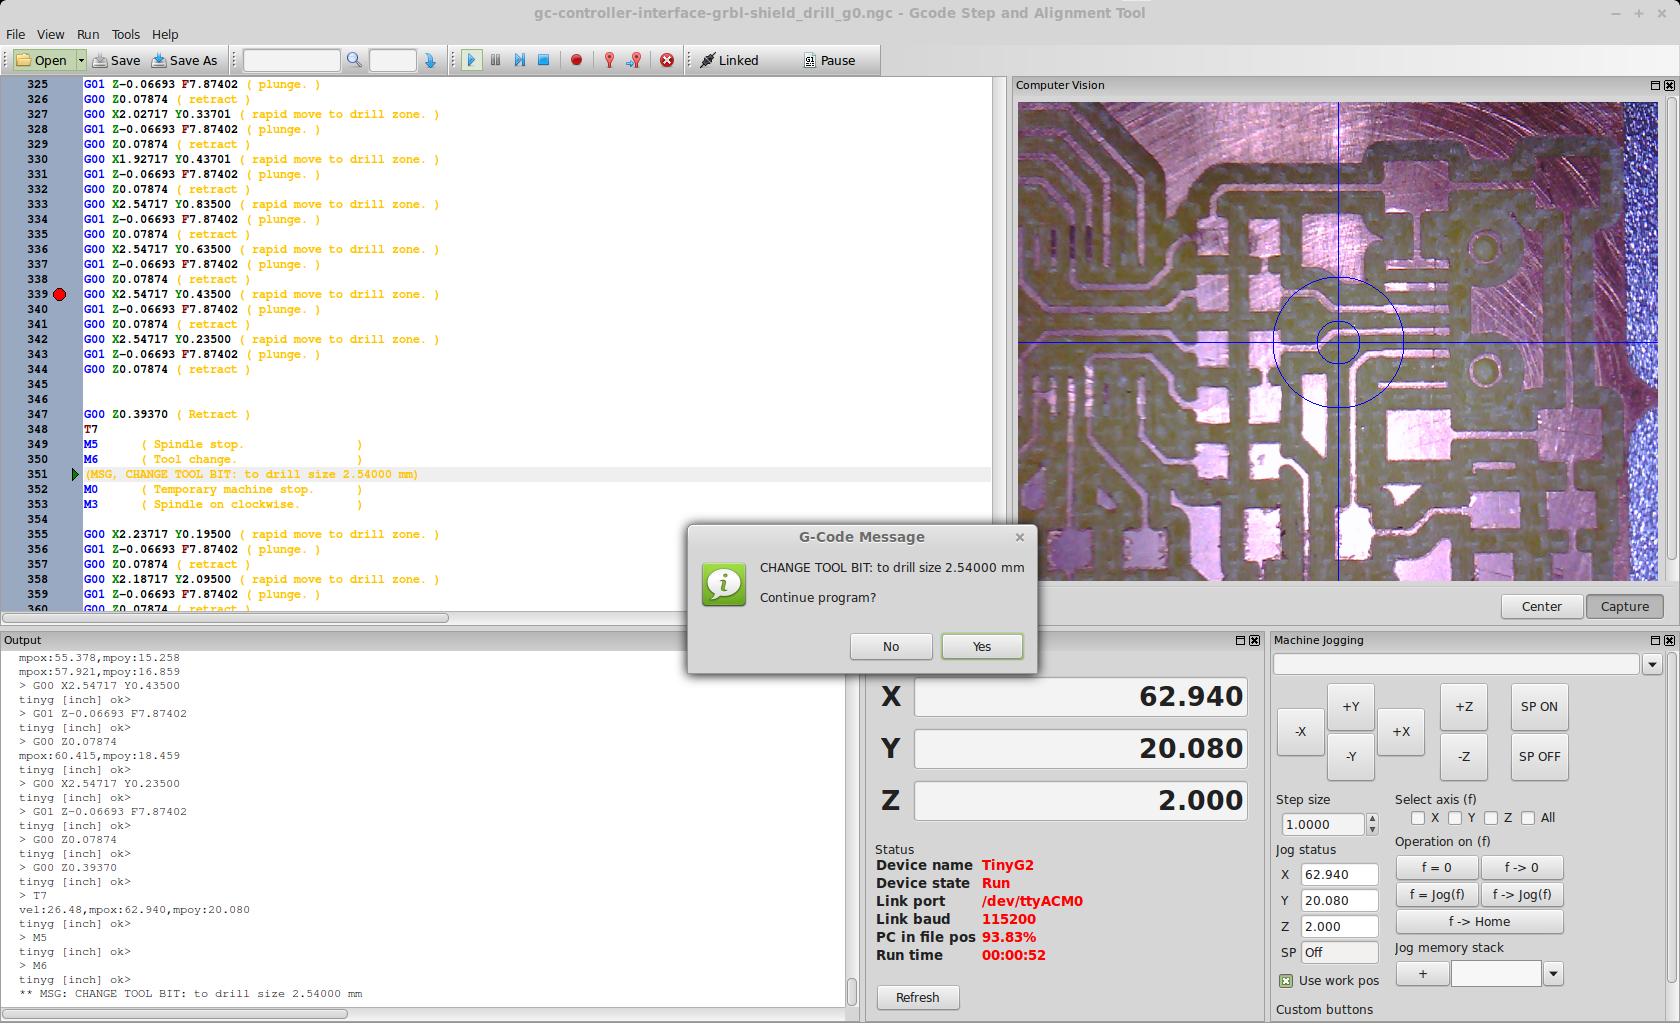 gc-controller-interface-grbl-shield_drill_g0.ngc - Gcode Step and Alignment Tool
File View Run Tools Help
Open Save Save As Linked Pause
325 G01 Z-0.06693 F7.87402 ( plunge. )
326 G00 Z0.07874 ( retract )
327 G00 X2.02717 Y0.33701 ( rapid move to drill zone. )
328 G01 Z-0.06693 F7.87402 ( plunge. )
329 G00 Z0.07874 ( retract )
330 G00 X1.92717 Y0.43701 ( rapid move to drill zone. )
331 G01 Z-0.06693 F7.87402 ( plunge. )
332 G00 Z0.07874 ( retract )
333 G00 X2.54717 Y0.83500 ( rapid move to drill zone. )
334 G01 Z-0.06693 F7.87402 ( plunge. )
335 G00 Z0.07874 ( retract )
336 G00 X2.54717 Y0.63500 ( rapid move to drill zone. )
337 G01 Z-0.06693 F7.87402 ( plunge. )
338 G00 Z0.07874 ( retract )
339 G00 X2.54717 Y0.43500 ( rapid move to drill zone. )
340 G01 Z-0.06693 F7.87402 ( plunge. )
341 G00 Z0.07874 ( retract )
342 G00 X2.54717 Y0.23500 ( rapid move to drill zone. )
343 G01 Z-0.06693 F7.87402 ( plunge. )
344 G00 Z0.07874 ( retract )
345
346
347 G00 Z0.39370 ( Retract )
348 T7
349 M5 ( Spindle stop. )
350 M6 ( Tool change. )
351 (MSG, CHANGE TOOL BIT: to drill size 2.54000 mm)
352 M0 ( Temporary machine stop. )
353 M3 ( Spindle on clockwise. )
354
355 G00 X2.23717 Y0.19500 ( rapid move to drill zone. )
356 G01 Z-0.06693 F7.87402 ( plunge. )
357 G00 Z0.07874 ( retract )
358 G00 X2.18717 Y2.09500 ( rapid move to drill zone. )
359 G01 Z-0.06693 F7.87402 ( plunge. )
360 G00 Z0.07874 ( retract )
Computer Vision
Center Capture
G-Code Message
CHANGE TOOL BIT: to drill size 2.54000 mm
Continue program?
No Yes
Output
mpox:55.378,mpoy:15.258
mpox:57.921,mpoy:16.859
> G00 X2.54717 Y0.43500
tinyg [inch] ok>
> G01 Z-0.06693 F7.87402
tinyg [inch] ok>
> G00 Z0.07874
mpox:60.415,mpoy:18.459
tinyg [inch] ok>
> G00 X2.54717 Y0.23500
tinyg [inch] ok>
> G01 Z-0.06693 F7.87402
tinyg [inch] ok>
> G00 Z0.07874
tinyg [inch] ok>
> G00 Z0.39370
tinyg [inch] ok>
> T7
vel:26.48,mpox:62.940,mpoy:20.080
tinyg [inch] ok>
> M5
tinyg [inch] ok>
> M6
tinyg [inch] ok>
** MSG: CHANGE TOOL BIT: to drill size 2.54000 mm
X 62.940
Y 20.080
Z 2.000
Status
Device name TinyG2
Device state Run
Link port /dev/ttyACM0
Link baud 115200
PC in file pos 93.83%
Run time 00:00:52
Refresh
Machine Jogging
-X +Y -Y +X +Z -Z SP ON SP OFF
Step size
1.0000
Jog status
X 62.940
Y 20.080
Z 2.000
SP Off
Use work pos
Select axis (f)
X Y Z All
Operation on (f)
f = 0 f -> 0
f = Jog(f) f -> Jog(f)
f -> Home
Jog memory stack
+
Custom buttons